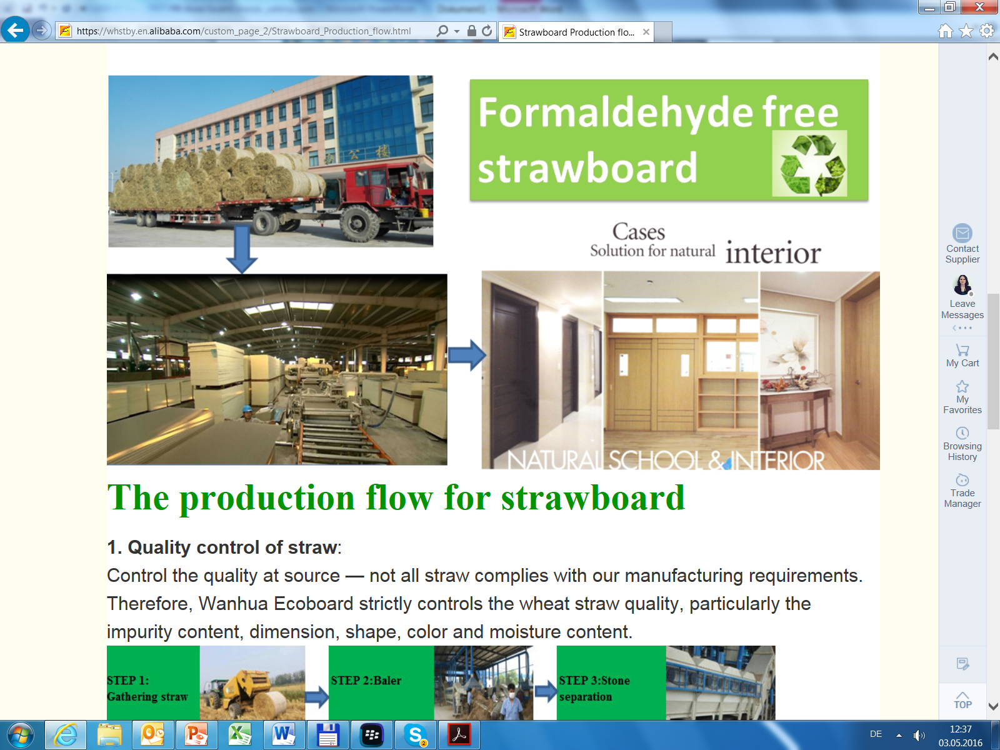 https://whstby.en.alibaba.com/custom_page_2/Strawboard_Production_flow.html
Strawboard Production flo...
Formaldehyde free
strawboard
公 楼
Cases
Solution for natural interior
NATURAL SCHOOL & INTERIOR
The production flow for strawboard
1. Quality control of straw:
Control the quality at source — not all straw complies with our manufacturing requirements.
Therefore, Wanhua Ecoboard strictly controls the wheat straw quality, particularly the
impurity content, dimension, shape, color and moisture content.
STEP 1:
Gathering straw
STEP 2:Baler
STEP 3:Stone
separation
Contact
Supplier
Leave
Messages
My Cart
My
Favorites
Browsing
History
Trade
Manager
TOP
DE
12:37
03.05.2016